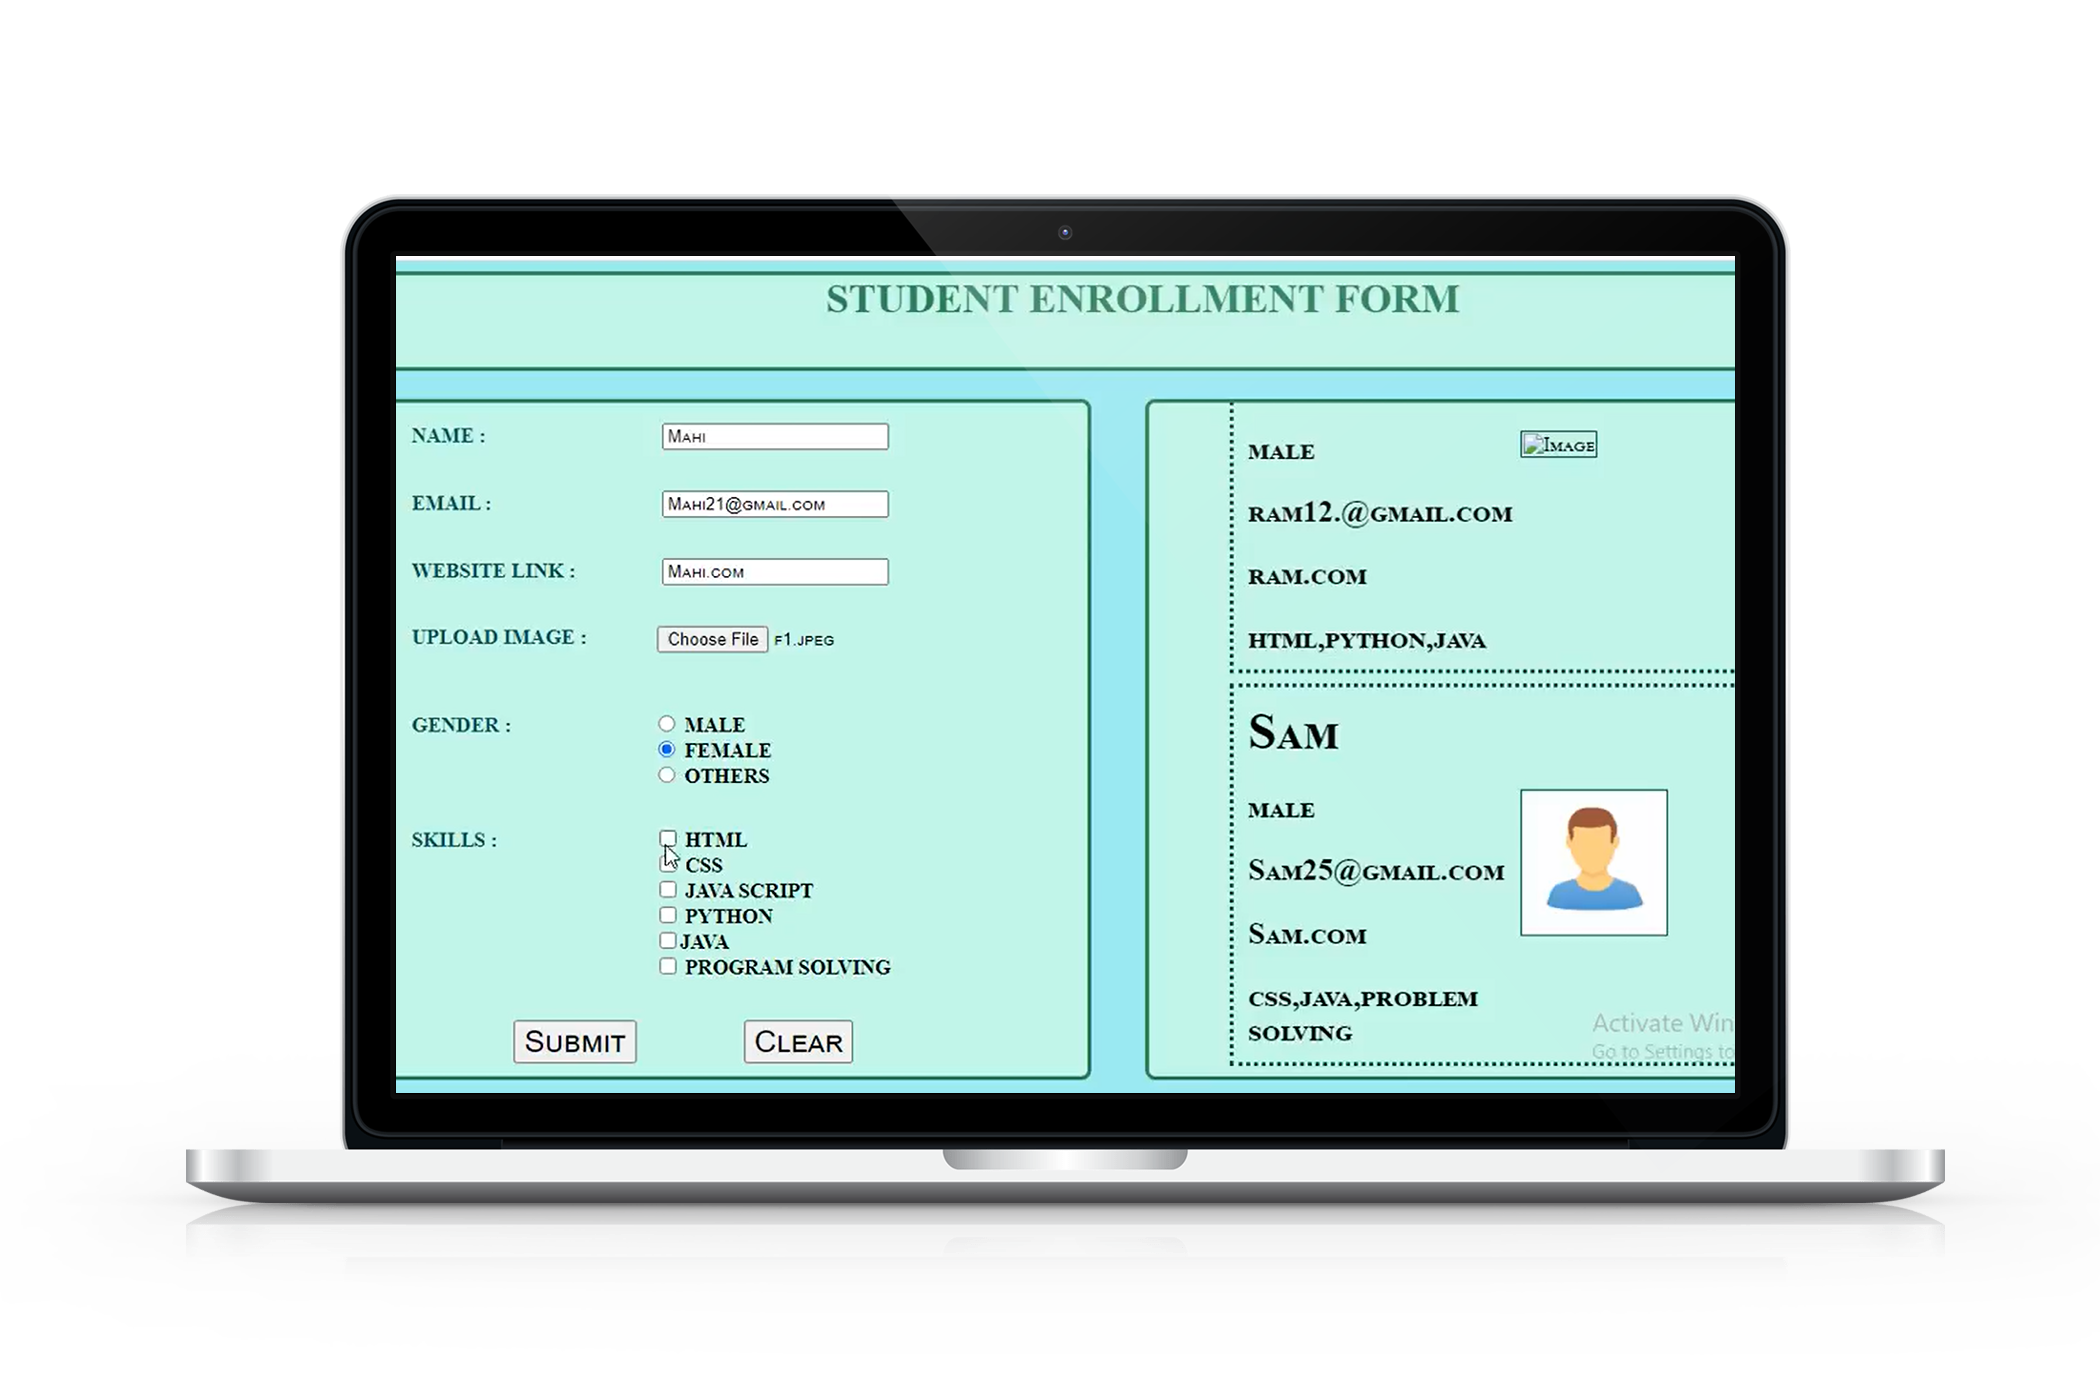 STUDENT ENROLLMENT FORM
NAME :
Mahi
EMAIL :
Mahi21@gmail.com
WEBSITE LINK :
Mahi.com
UPLOAD IMAGE :
Choose File f1.jpeg
GENDER :
MALE
FEMALE
OTHERS
SKILLS :
HTML
CSS
JAVA SCRIPT
PYTHON
JAVA
PROGRAM SOLVING
Submit
Clear
male
Image
ram12.@gmail.com
ram.com
html,python,java
Sam
male
Sam25@gmail.com
Sam.com
css,java,problem
solving
Activate Win
Go to Settings to